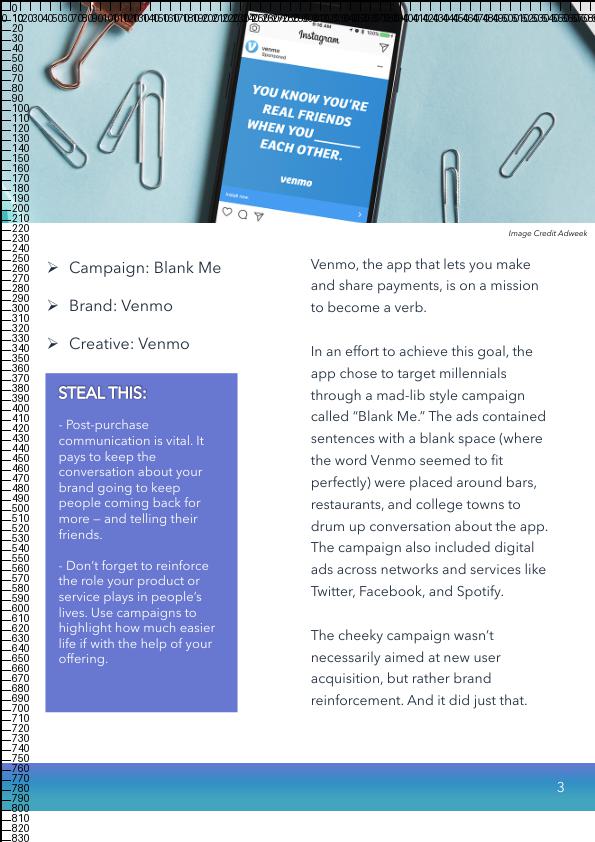 9:16 AM
100%
Instagram
venmo
Sponsored
YOU KNOW YOU'RE
REAL FRIENDS
WHEN YOU ______
EACH OTHER.
venmo
Install now
Image Credit Adweek
➢ Campaign: Blank Me
➢ Brand: Venmo
➢ Creative: Venmo
STEAL THIS:
- Post-purchase
communication is vital. It
pays to keep the
conversation about your
brand going to keep
people coming back for
more – and telling their
friends.
- Don't forget to reinforce
the role your product or
service plays in people's
lives. Use campaigns to
highlight how much easier
life if with the help of your
offering.
Venmo, the app that lets you make
and share payments, is on a mission
to become a verb.
In an effort to achieve this goal, the
app chose to target millennials
through a mad-lib style campaign
called “Blank Me.” The ads contained
sentences with a blank space (where
the word Venmo seemed to fit
perfectly) were placed around bars,
restaurants, and college towns to
drum up conversation about the app.
The campaign also included digital
ads across networks and services like
Twitter, Facebook, and Spotify.
The cheeky campaign wasn't
necessarily aimed at new user
acquisition, but rather brand
reinforcement. And it did just that.
3